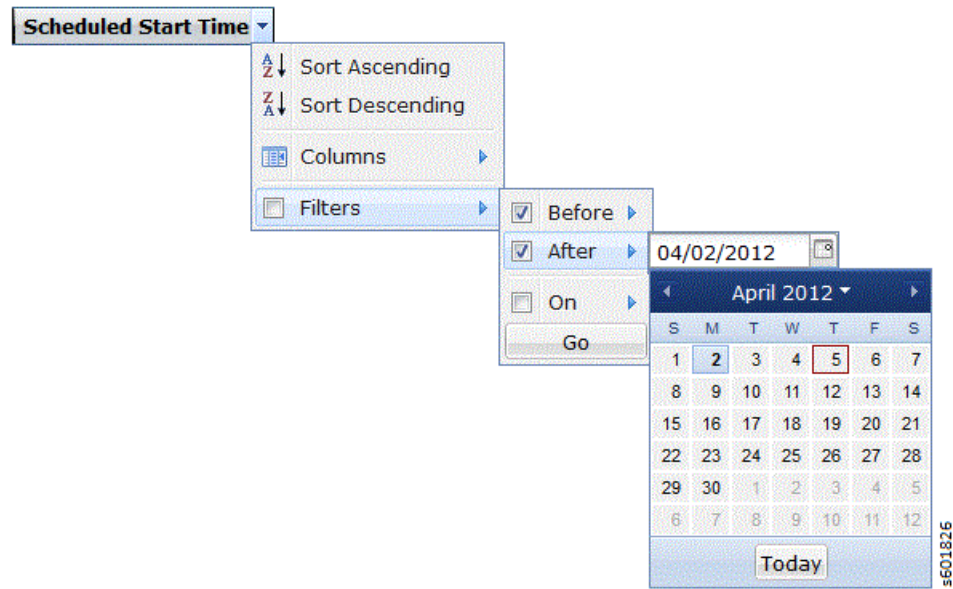 Scheduled Start Time
A
Z
Sort Ascending
Z
A
Sort Descending
Columns
Filters
Before
After
On
Go
04/02/2012
April 2012
S M T W T F S
1 2 3 4 5 6 7
8 9 10 11 12 13 14
15 16 17 18 19 20 21
22 23 24 25 26 27 28
29 30 1 2 3 4 5
6 7 8 9 10 11 12
Today
s601826